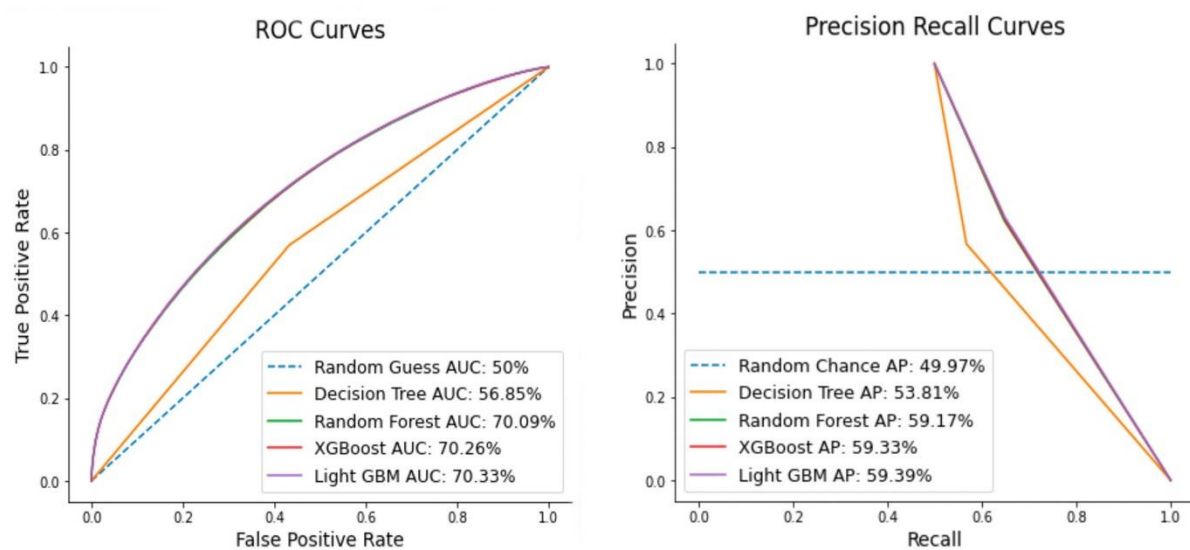 ROC Curves
1.0
0.8
0.6
0.4
0.2
0.0
True Positive Rate
Random Guess AUC: 50%
Decision Tree AUC: 56.85%
Random Forest AUC: 70.09%
XGBoost AUC: 70.26%
Light GBM AUC: 70.33%
0.0 0.2 0.4 0.6 0.8 1.0
False Positive Rate
Precision Recall Curves
1.0
0.8
0.6
0.4
0.2
0.0
Precision
Random Chance AP: 49.97%
Decision Tree AP: 53.81%
Random Forest AP: 59.17%
XGBoost AP: 59.33%
Light GBM AP: 59.39%
0.0 0.2 0.4 0.6 0.8 1.0
Recall